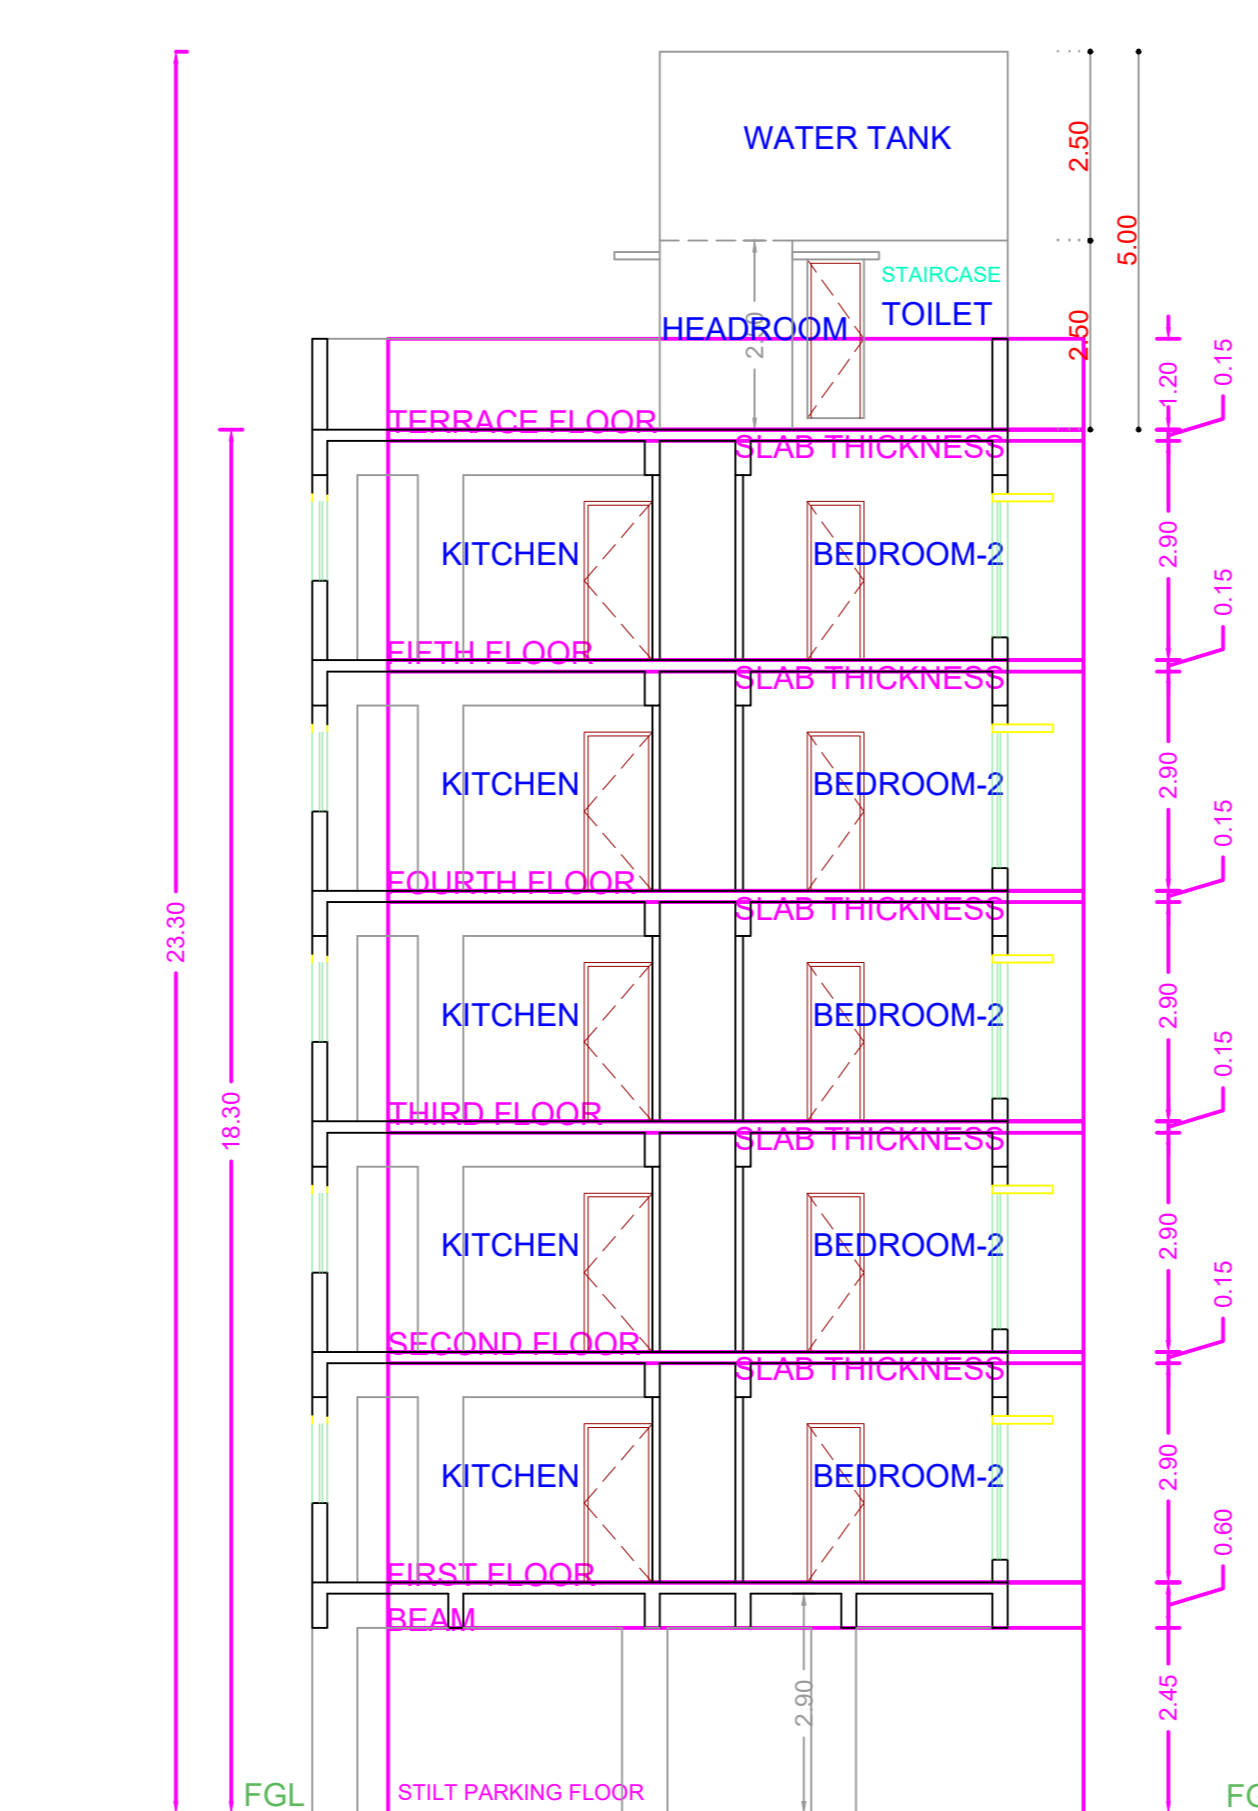 WATER TANK
2.50
5.00
STAIRCASE
TOILET
HEADROOM
2.50
1.20
0.15
TERRACE FLOOR
SLAB THICKNESS
KITCHEN
BEDROOM-2
2.90
0.15
FIFTH FLOOR
SLAB THICKNESS
KITCHEN
BEDROOM-2
2.90
0.15
FOURTH FLOOR
SLAB THICKNESS
23.30
KITCHEN
BEDROOM-2
2.90
0.15
THIRD FLOOR
SLAB THICKNESS
18.30
KITCHEN
BEDROOM-2
2.90
0.15
SECOND FLOOR
SLAB THICKNESS
KITCHEN
BEDROOM-2
2.90
0.60
FIRST FLOOR
BEAM
2.90
2.45
FGL
STILT PARKING FLOOR